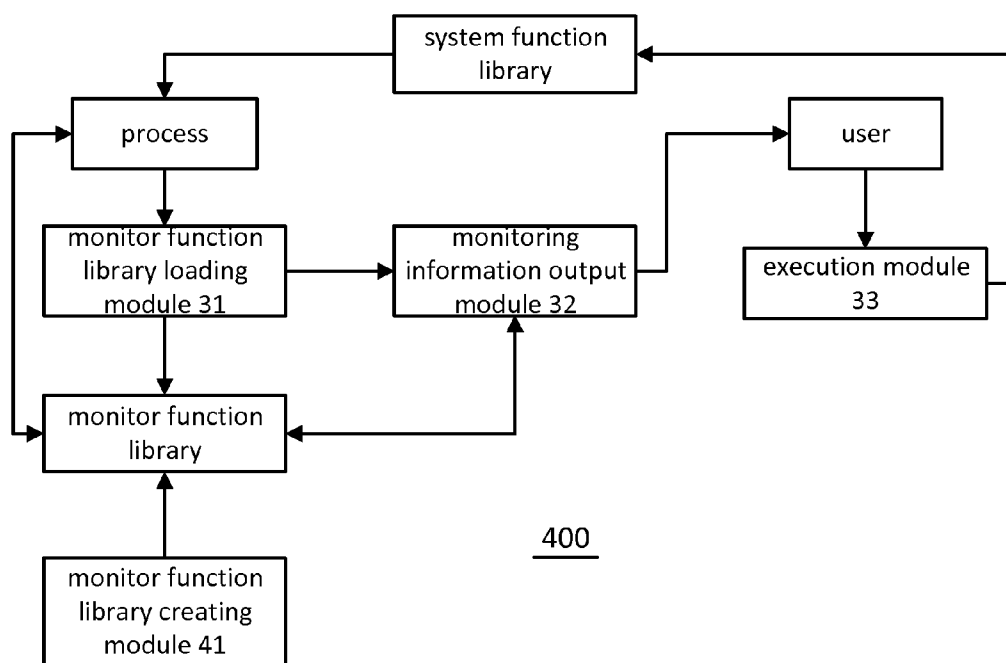 system function
library
process
user
monitor function
library loading
module 31
monitoring
information output
module 32
execution module
33
monitor function
library
400
monitor function
library creating
module 41